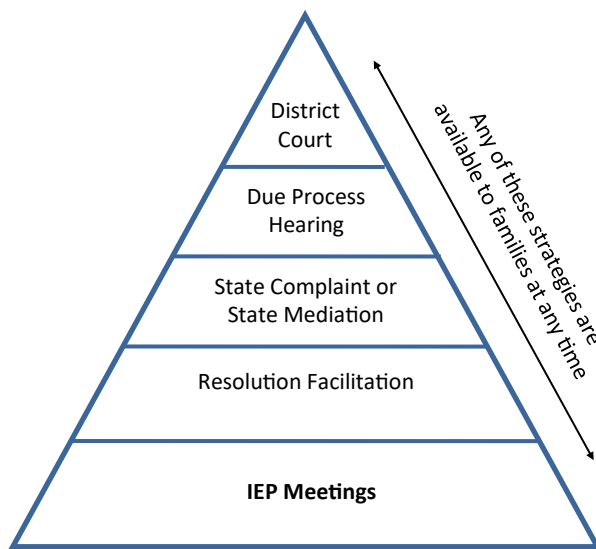 District
Court
Due Process
Hearing
State Complaint or
State Mediation
Resolution Facilitation
IEP Meetings
Any of these strategies are
available to families at any time